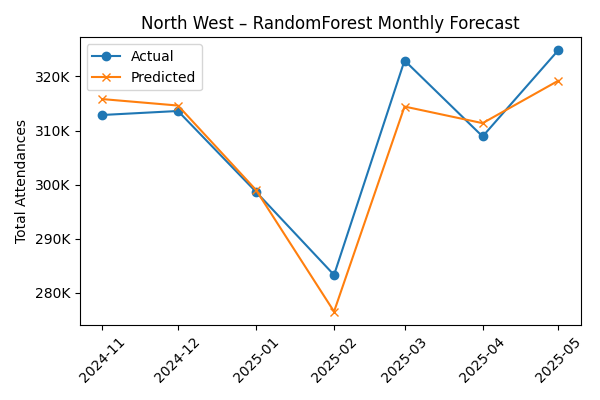 North West – RandomForest Monthly Forecast
Actual
Predicted
Total Attendances
320K
310K
300K
290K
280K
2024-11
2024-12
2025-01
2025-02
2025-03
2025-04
2025-05